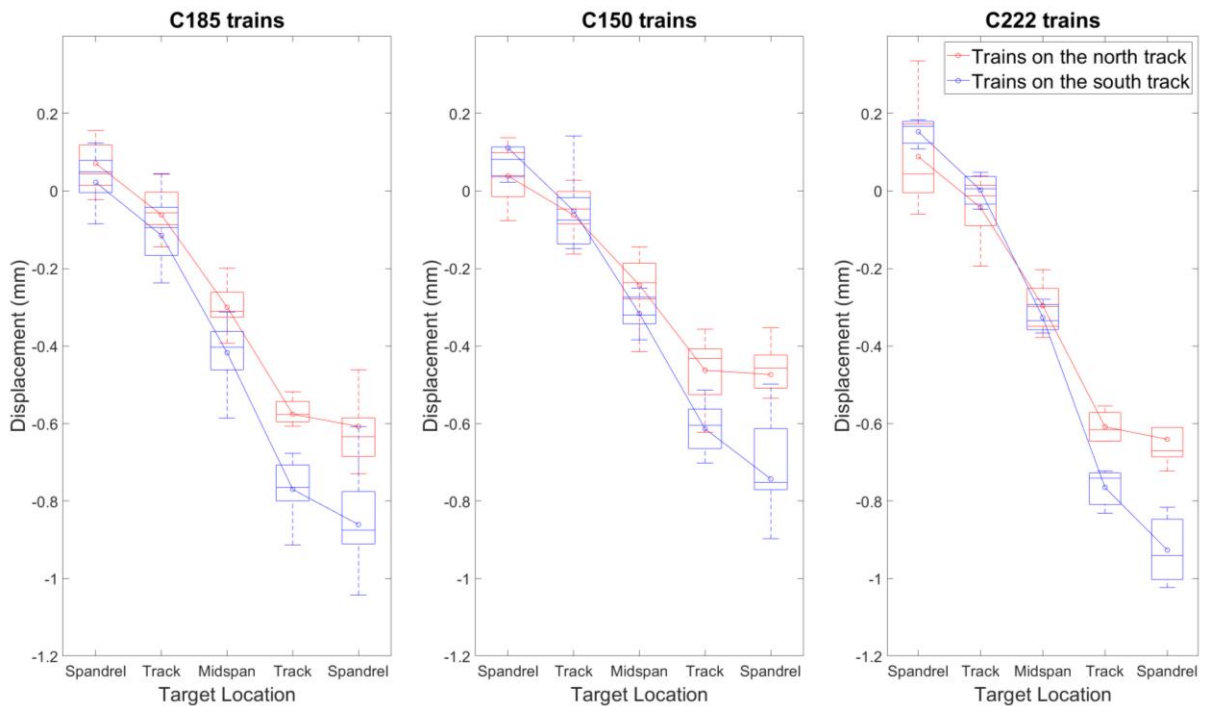 C185 trains
0.2
0
-0.2
-0.4
-0.6
-0.8
-1
-1.2
Displacement (mm)
Spandrel Track Midspan Track Spandrel
Target Location
C150 trains
0.2
0
-0.2
-0.4
-0.6
-0.8
-1
-1.2
Displacement (mm)
Spandrel Track Midspan Track Spandrel
Target Location
C222 trains
Trains on the north track
Trains on the south track
0.2
0
-0.2
-0.4
-0.6
-0.8
-1
-1.2
Displacement (mm)
Spandrel Track Midspan Track Spandrel
Target Location